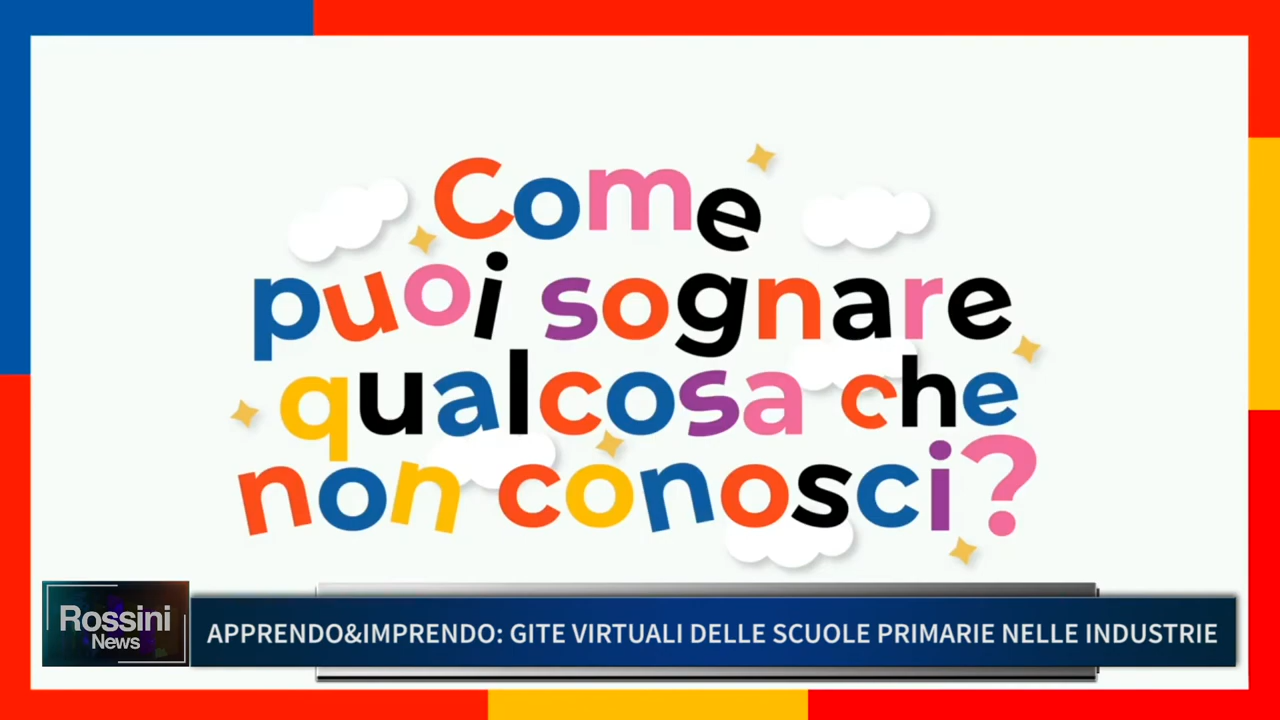 Come
puoi sognare
qualcosa che
non conosci?
Rossini
News
APPRENDO&IMPRENDO: GITE VIRTUALI DELLE SCUOLE PRIMARIE NELLE INDUSTRIE